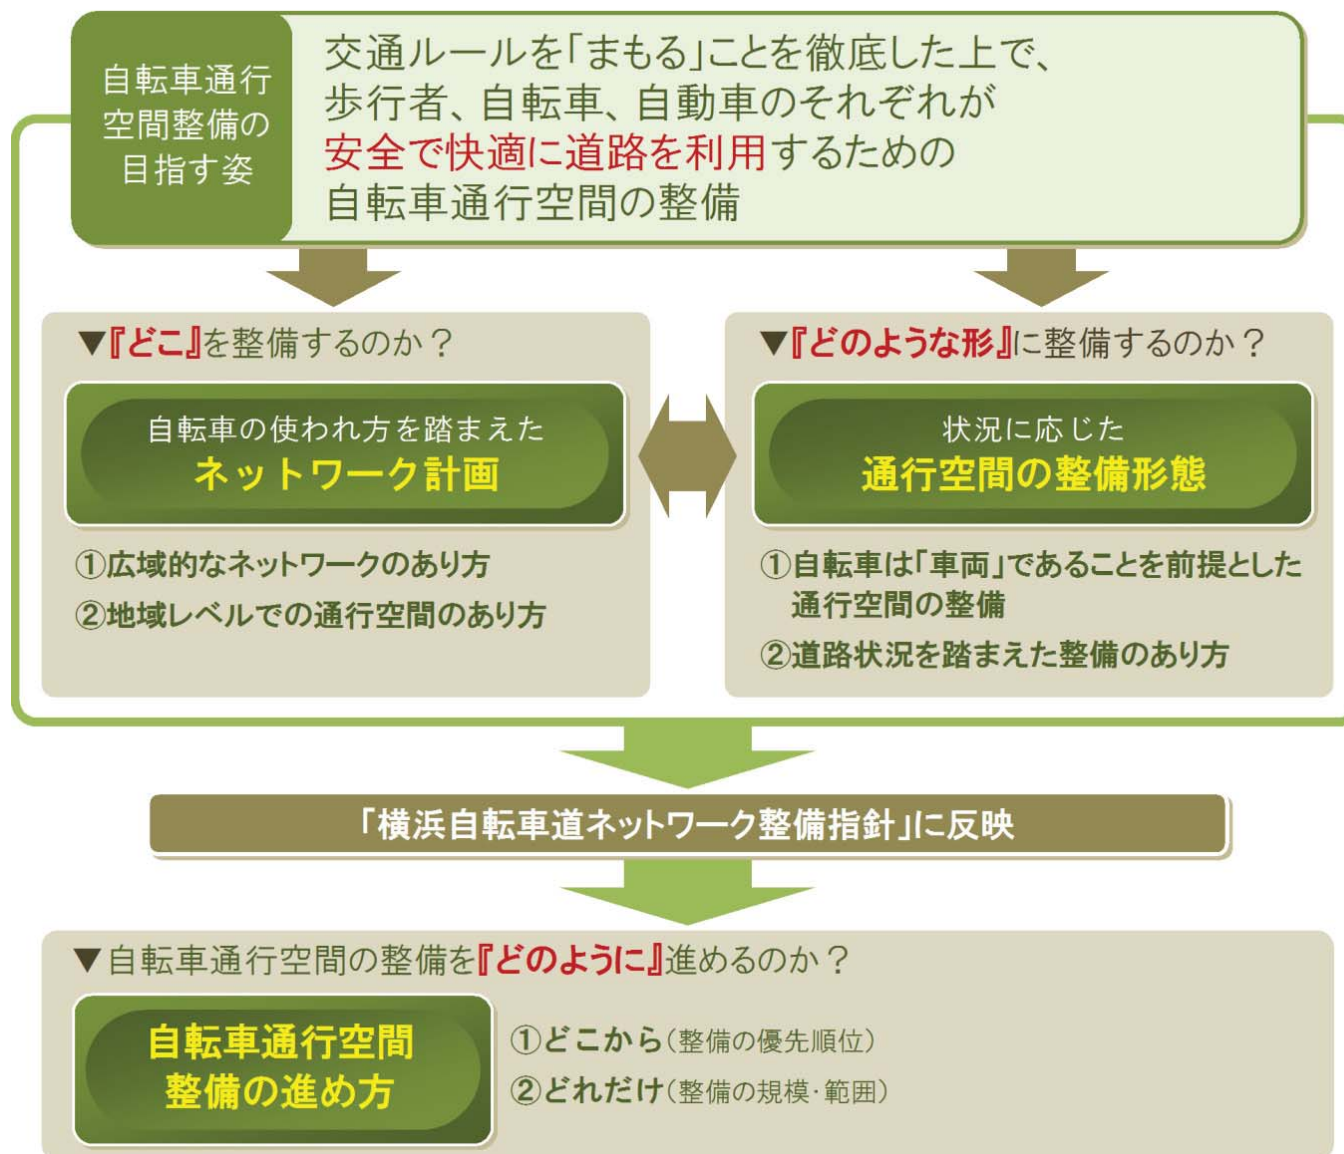 自転車通行
空間整備の
目指す姿
交通ルールを「まもる」ことを徹底した上で、
歩行者、自転車、自動車のそれぞれが
安全で快適に道路を利用するための
自転車通行空間の整備
▼『どこ』を整備するのか？
自転車の使われ方を踏まえた
ネットワーク計画
①広域的なネットワークのあり方
②地域レベルでの通行空間のあり方
▼『どのような形』に整備するのか？
状況に応じた
通行空間の整備形態
①自転車は「車両」であることを前提とした
通行空間の整備
②道路状況を踏まえた整備のあり方
「横浜自転車道ネットワーク整備指針」に反映
▼自転車通行空間の整備を『どのように』進めるのか？
自転車通行空間
整備の進め方
①どこから（整備の優先順位）
②どれだけ（整備の規模・範囲）